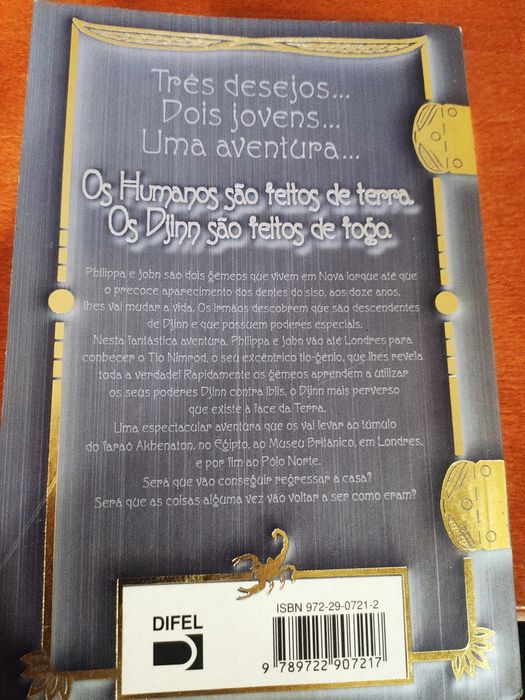 Três desejos...
Dois jovens...
Uma aventura...
Os Humanos são feitos de terra.
Os Djinn são feitos de fogo.
Philippa e John são dois gémeos que vivem em Nova Iorque até que
o precoce aparecimento dos dentes do siso, aos doze anos,
lhes vai mudar a vida. Os irmãos descobrem que são descendentes
de Djinn e que possuem poderes especiais.
Nesta fantástica aventura, Philippa e John vão até Londres para
conhecer o Tio Nimrod, o seu excêntrico tio-génio, que lhes revela
toda a verdade! Rapidamente os gémeos aprendem a utilizar
os seus poderes Djinn contra Iblis, o Djinn mais perverso
que existe à face da Terra.
Uma espectacular aventura que os vai levar ao túmulo
do faraó Akhenaton, no Egipto, ao Museu Britânico, em Londres,
e por fim ao Pólo Norte.
Será que vão conseguir regressar a casa?
Será que as coisas alguma vez vão voltar a ser como eram?
DIFEL
ISBN 972-29-0721-2
9 789722 907217